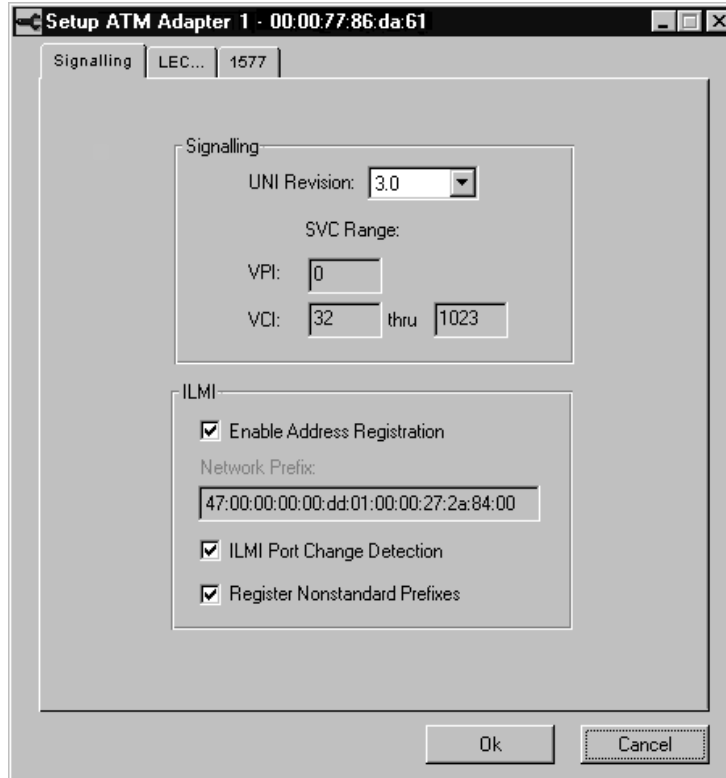 Setup ATM Adapter 1 - 00:00:77:86:da:61
Signalling LEC... 1577
Signalling
UNI Revision: 3.0
SVC Range:
VPI: 0
VCI: 32 thru 1023
ILMI
Enable Address Registration
Network Prefix:
47:00:00:00:00:dd:01:00:00:27:2a:84:00
ILMI Port Change Detection
Register Nonstandard Prefixes
Ok Cancel